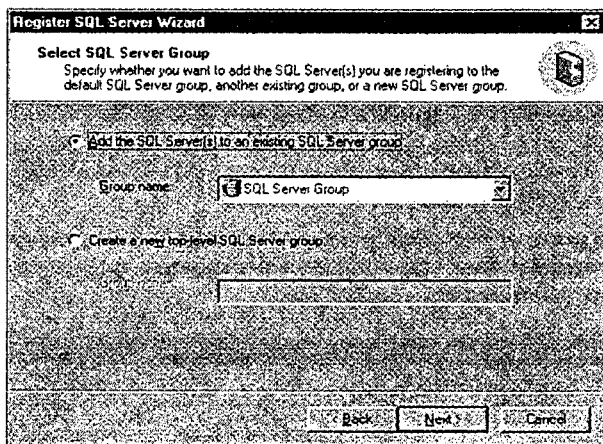 Register SQL Server Wizard
Select SQL Server Group
Specify whether you want to add the SQL Server(s) you are registering to the
default SQL Server group, another existing group, or a new SQL Server group.
Add the SQL Server(s) to an existing SQL Server group
Group name:
SQL Server Group
Create a new top-level SQL Server group
< Back
Next >
Cancel